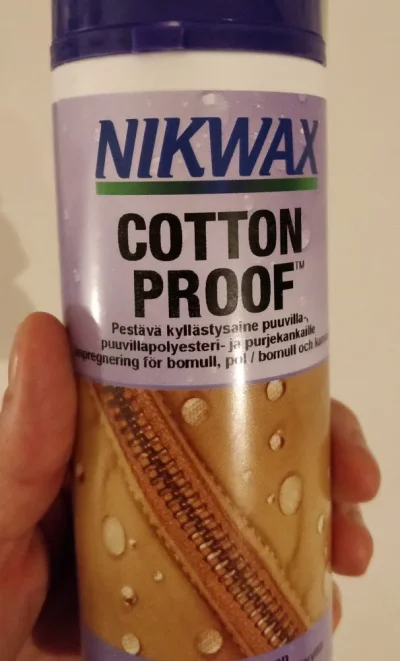 NIKWAX
COTTON
PROOF™
Pestävä kyllästysaine puuvilla-,
puuvillapolyesteri- ja purjekankaille
för bomull, pol / bomull och